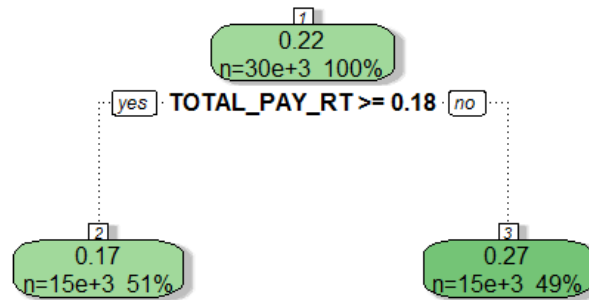 1
0.22
n=30e+3 100%
yes TOTAL_PAY_RT >= 0.18 no
2
0.17
n=15e+3 51%
3
0.27
n=15e+3 49%